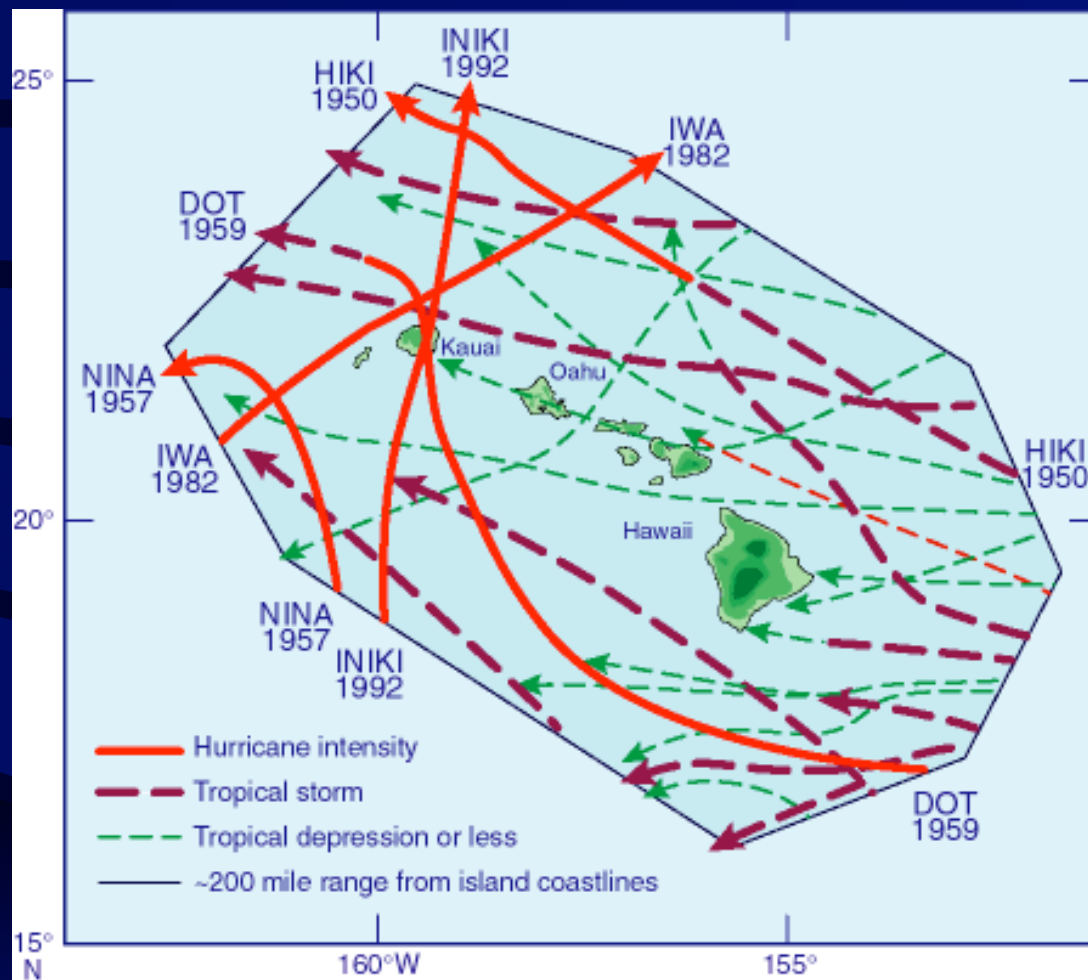 INIKI
1992
HIKI
1950
25°
IWA
1982
DOT
1959
Kauai
Oahu
NINA
1957
IWA
1982
HIKI
1950
20°
Hawaii
NINA
1957
INIKI
1992
Hurricane intensity
Tropical storm
DOT
1959
Tropical depression or less
~200 mile range from island coastlines
15°
N
160°W
155°